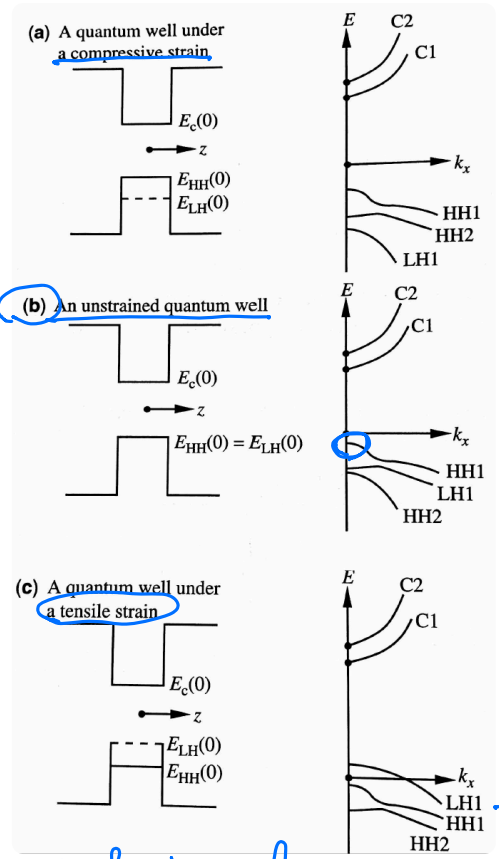 (a) A quantum well under
a compressive strain
E
C2
C1
Ec(0)
z
kx
EHH(0)
ELH(0)
HH1
HH2
LH1
(b) An unstrained quantum well
E
C2
C1
Ec(0)
z
kx
EHH(0) = ELH(0)
HH1
LH1
HH2
(c) A quantum well under
a tensile strain
E
C2
C1
Ec(0)
z
ELH(0)
kx
EHH(0)
LH1
HH1
HH2